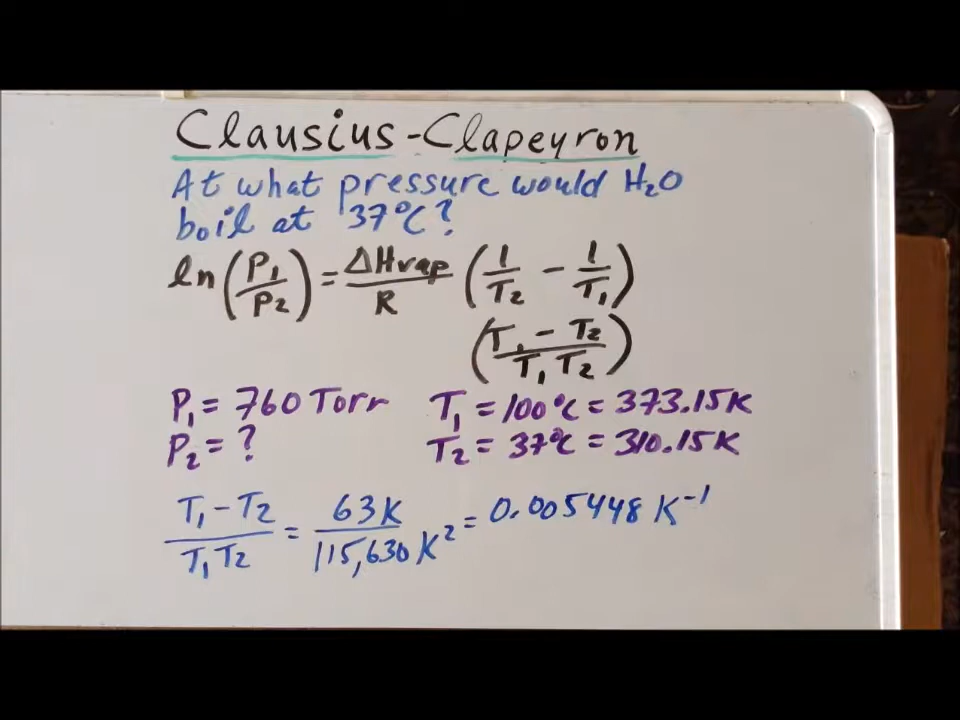 Clausius-Clapeyron
At what pressure would H₂O
boil at 37°C?
ln(P₁/P₂) = ΔHvap/R (1/T₂ - 1/T₁)
(T₁ - T₂/T₁T₂)
P₁ = 760 Torr T₁ = 100°C = 373.15K
P₂ = ? T₂ = 37°C = 310.15K
T₁-T₂/T₁T₂ = 63K/115,630K² = 0.005448 K⁻¹